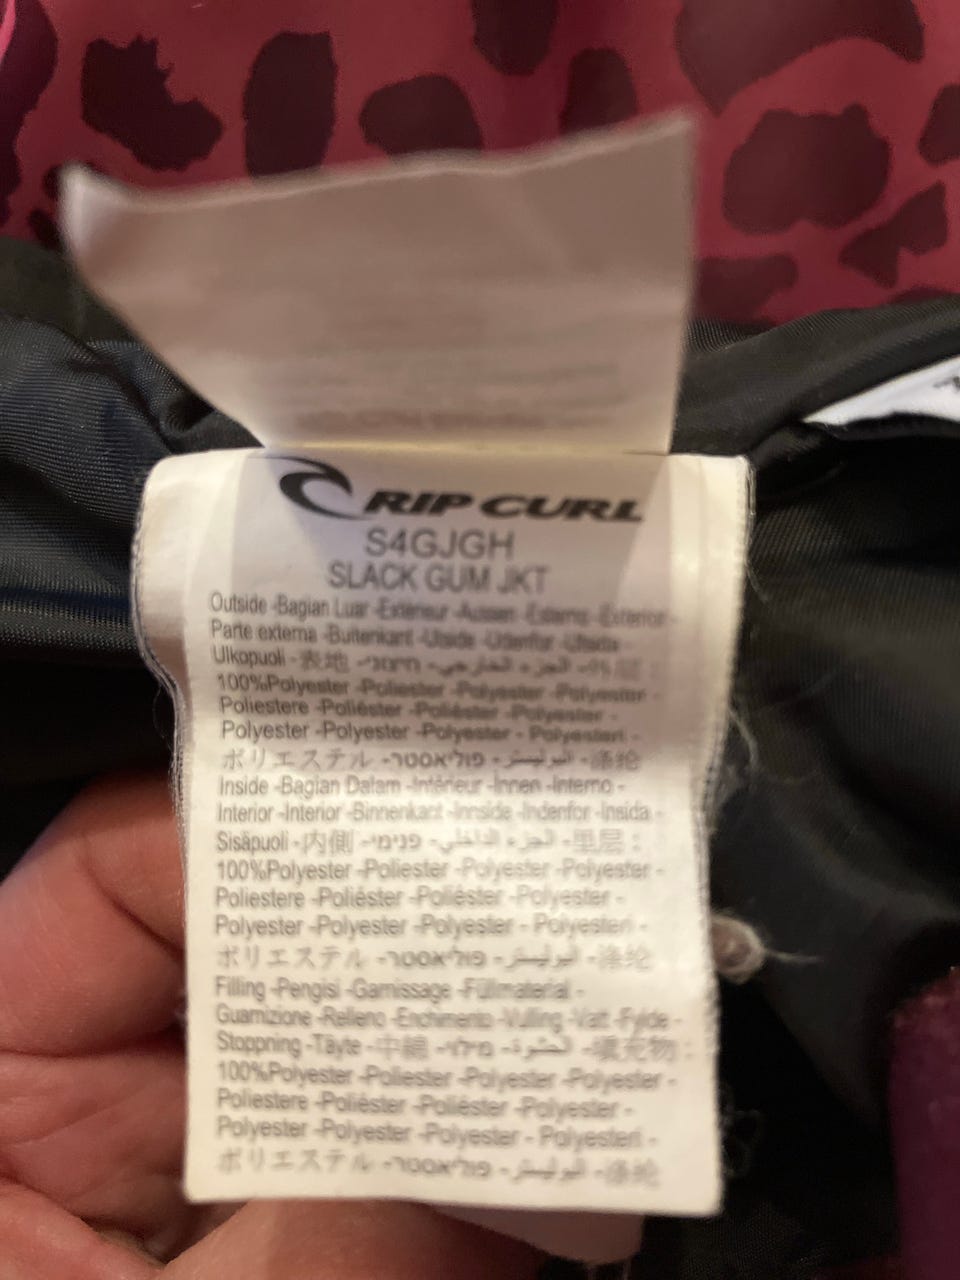 RIP CURL
S4GJGH
SLACK GUM JKT
Outside -Bagian Luar -Extérieur -Aussen -Esterno -Exterior -
Parte externa -Buitenkant -Utside -Udenfor -Utsida -
Ulkopuoli -表地 -חיצוני- الجزء الخارجي-
100%Polyester -Poliester -Polyester -Polyester -
Poliestere -Poliéster -Poliéster -Polyester -
Polyester -Polyester -Polyester - Polyesteri -
ポリエステル -פוליאסטר- البوليستر -涤纶
Inside -Bagian Dalam -Intérieur -Innen -Interno -
Interior -Interior -Binnenkant -Innside -Indenfor -Insida -
Sisäpuoli -内側 -פנימי- الجزء الداخلي -里层 :
100%Polyester -Poliester -Polyester -Polyester -
Poliestere -Poliéster -Poliéster -Polyester -
Polyester -Polyester -Polyester - Polyesteri -
ポリエステル -פוליאסטר- البوليستر -涤纶
Filling -Pengisi -Garnissage -Füllmaterial -
Guarnizione -Relleno -Enchimento -Vulling -Vatt -Fylde -
Stoppning -Täyte -中綿 -מילוי- الحشوة -填充物 :
100%Polyester -Poliester -Polyester -Polyester -
Poliestere -Poliéster -Poliéster -Polyester -
Polyester -Polyester -Polyester - Polyesteri -
ポリエステル -פוליאסטר- البوليستر -涤纶